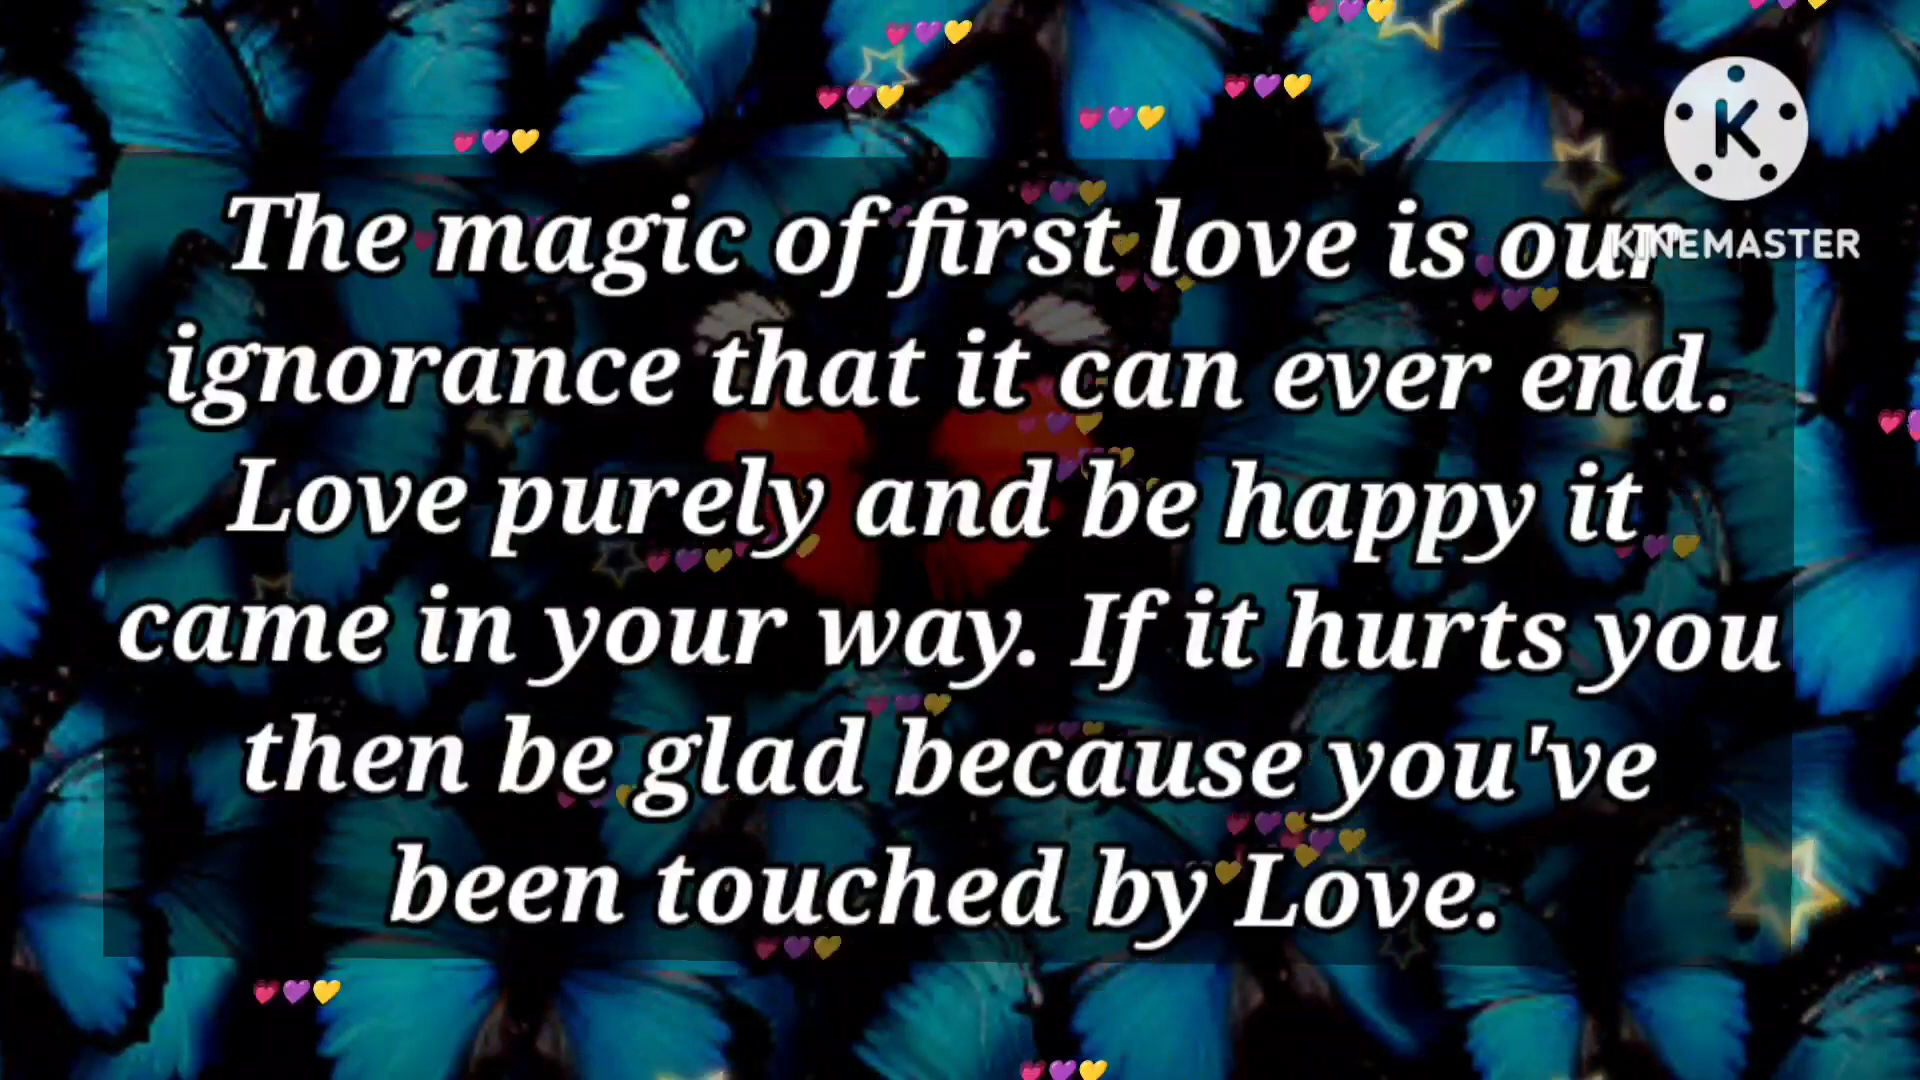 The magic of first love is our
KINEMASTER
ignorance that it can ever end.
Love purely and be happy it
came in your way. If it hurts you
then be glad because you've
been touched by Love.